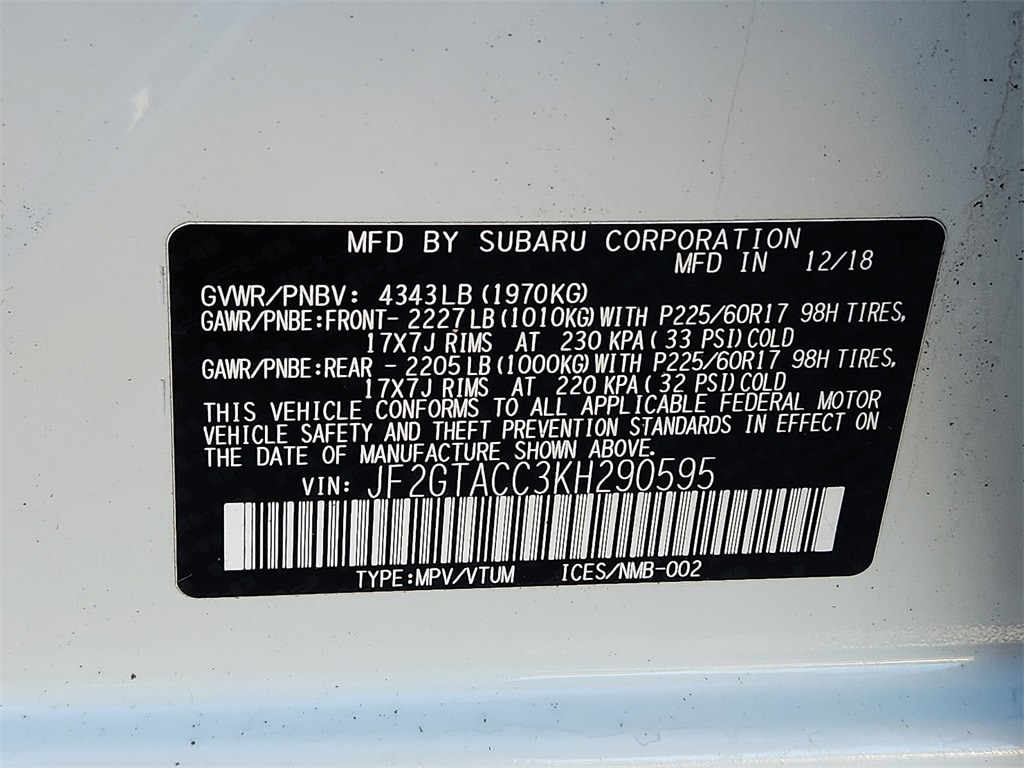 MFD BY SUBARU CORPORATION
MFD IN 12/18
GVWR/PNBV: 4343LB (1970KG)
GAWR/PNBE:FRONT- 2227LB (1010KG) WITH P225/60R17 98H TIRES,
17X7J RIMS AT 230 KPA ( 33 PSI) COLD
GAWR/PNBE:REAR - 2205LB (1000KG) WITH P225/60R17 98H TIRES,
17X7J RIMS AT 220 KPA ( 32 PSI) COLD
THIS VEHICLE CONFORMS TO ALL APPLICABLE FEDERAL MOTOR
VEHICLE SAFETY AND THEFT PREVENTION STANDARDS IN EFFECT ON
THE DATE OF MANUFACTURE SHOWN ABOVE.
VIN: JF2GTACC3KH290595
TYPE:MPV/VTUM ICES/NMB-002